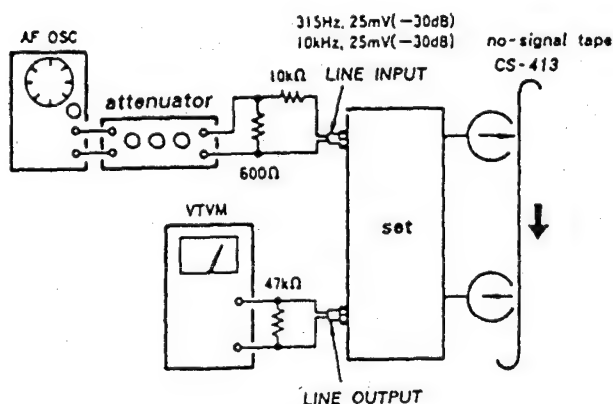 315Hz, 25mV(−30dB)
10kHz, 25mV(−30dB)
no-signal tape
CS-413
AF OSC
attenuator
10kΩ
LINE INPUT
600Ω
VTVM
set
47kΩ
LINE OUTPUT